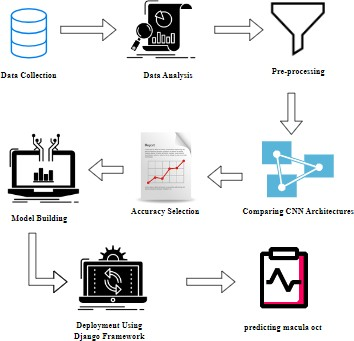 Data Collection
Data Analysis
Pre-processing
Model Building
Accuracy Selection
Comparing CNN Architectures
Deployment Using
Django Framework
predicting macula oct